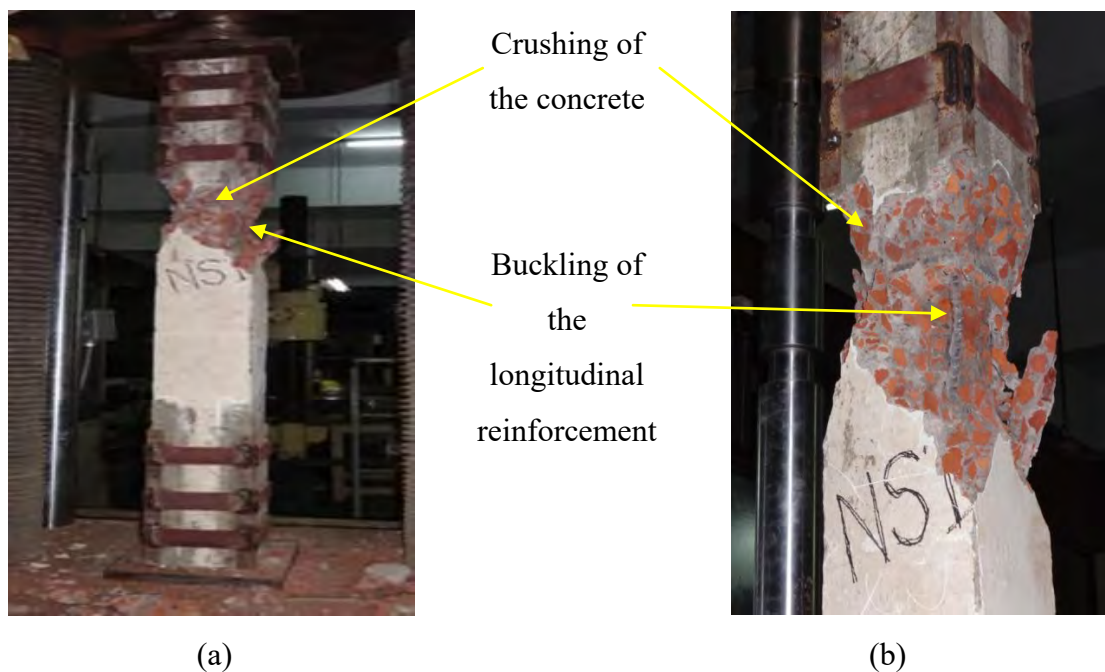 Crushing of
the concrete
Buckling of
the
longitudinal
reinforcement
NS1
NS1
(a)
(b)